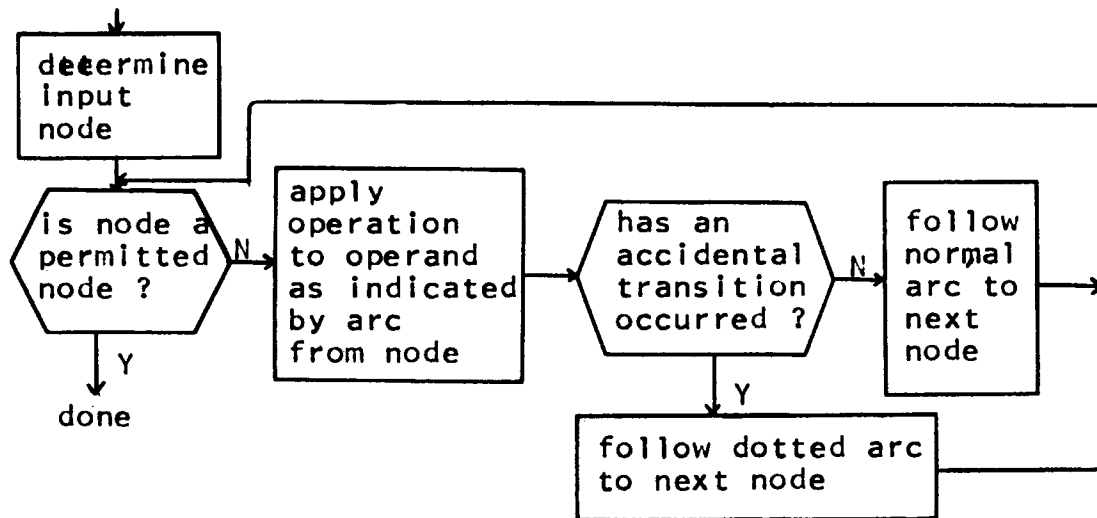 determine
input
node
is node a
permitted
node ?
N
Y
done
apply
operation
to operand
as indicated
by arc
from node
has an
accidental
transition
occurred ?
N
Y
follow
normal
arc to
next
node
follow dotted arc
to next node